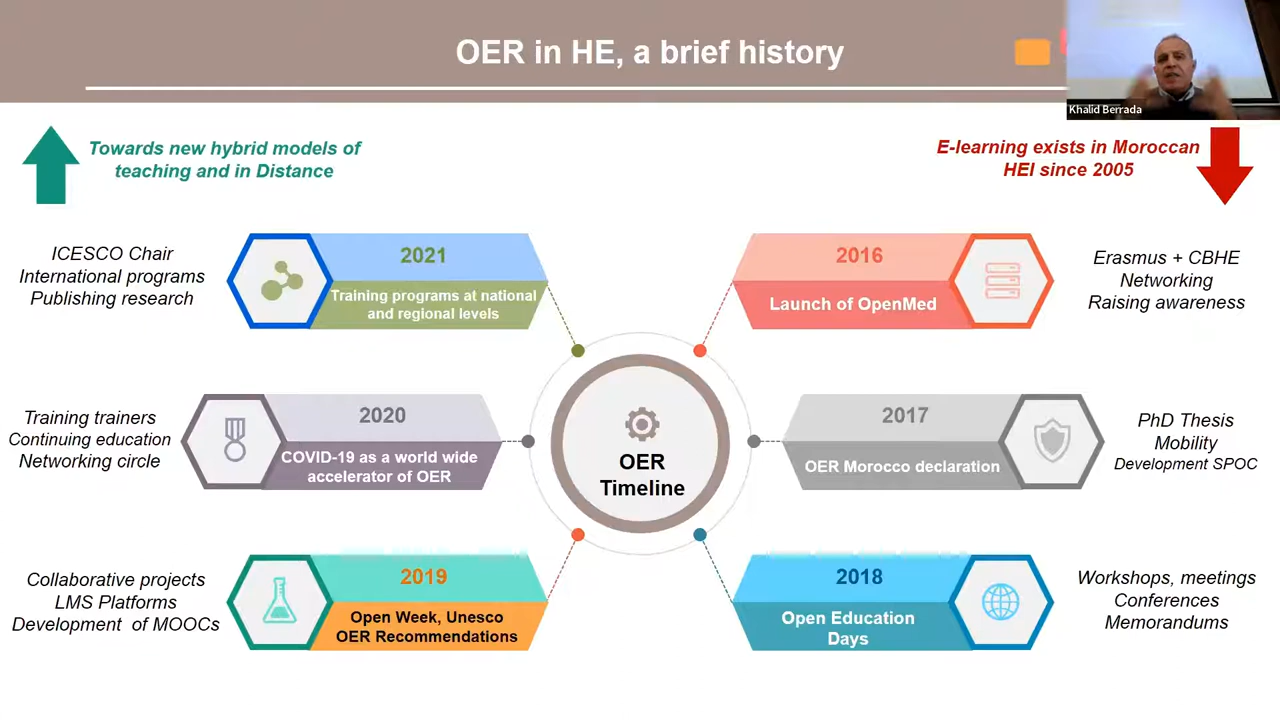 OER in HE, a brief history
Khalid Berrada
Towards new hybrid models of
teaching and in Distance
E-learning exists in Moroccan
HEI since 2005
ICESCO Chair
International programs
Publishing research
2021
Training programs at national
and regional levels
2016
Launch of OpenMed
Erasmus + CBHE
Networking
Raising awareness
Training trainers
Continuing education
Networking circle
2020
COVID-19 as a world wide
accelerator of OER
OER
Timeline
2017
OER Morocco declaration
PhD Thesis
Mobility
Development SPOC
Collaborative projects
LMS Platforms
Development of MOOCs
2019
Open Week, Unesco
OER Recommendations
2018
Open Education
Days
Workshops, meetings
Conferences
Memorandums